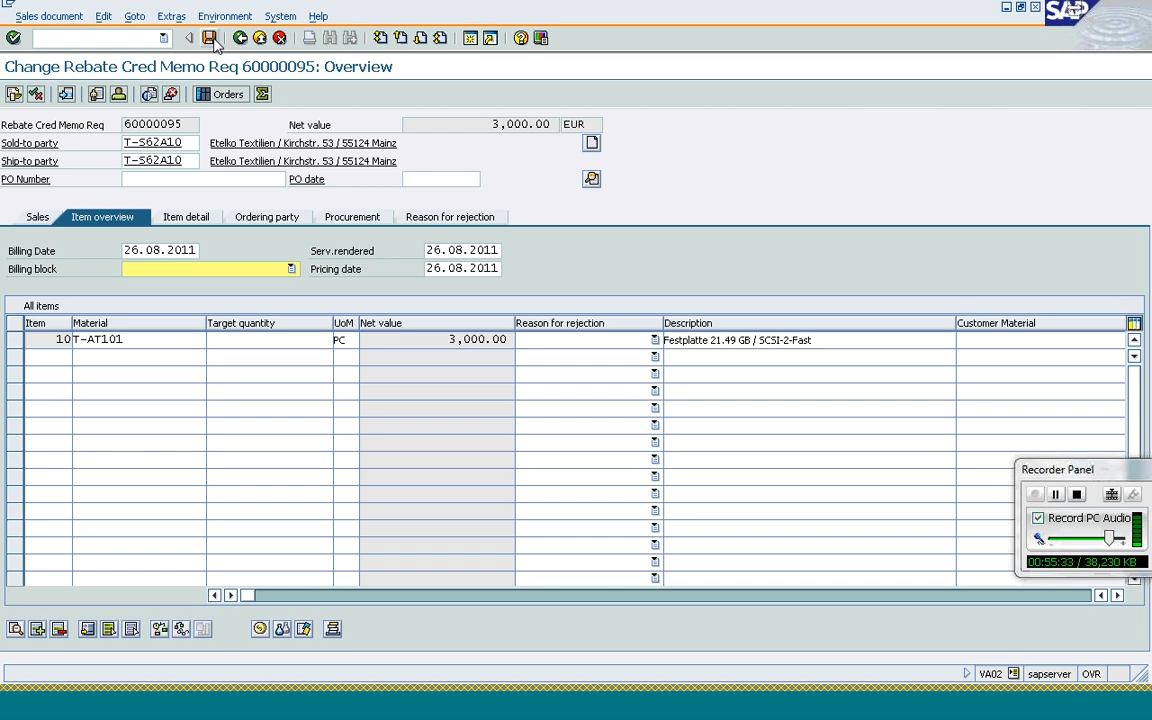 Sales document Edit Goto Extras Environment System Help
SAP
Change Rebate Cred Memo Req 60000095: Overview
Orders
Rebate Cred Memo Req 60000095 Net value 3,000.00 EUR
Sold-to party T-S62A10 Etelko Textilien / Kirchstr. 53 / 55124 Mainz
Ship-to party T-S62A10 Etelko Textilien / Kirchstr. 53 / 55124 Mainz
PO Number PO date
Sales Item overview Item detail Ordering party Procurement Reason for rejection
Billing Date 26.08.2011 Serv.rendered 26.08.2011
Billing block Pricing date 26.08.2011
All items
Item Material Target quantity UoM Net value Reason for rejection Description Customer Material
10 T-AT101 PC 3,000.00 Festplatte 21.49 GB / SCSI-2-Fast
Recorder Panel
Record PC Audio
00:55:33 / 38,230 KB
VA02 sapserver OVR